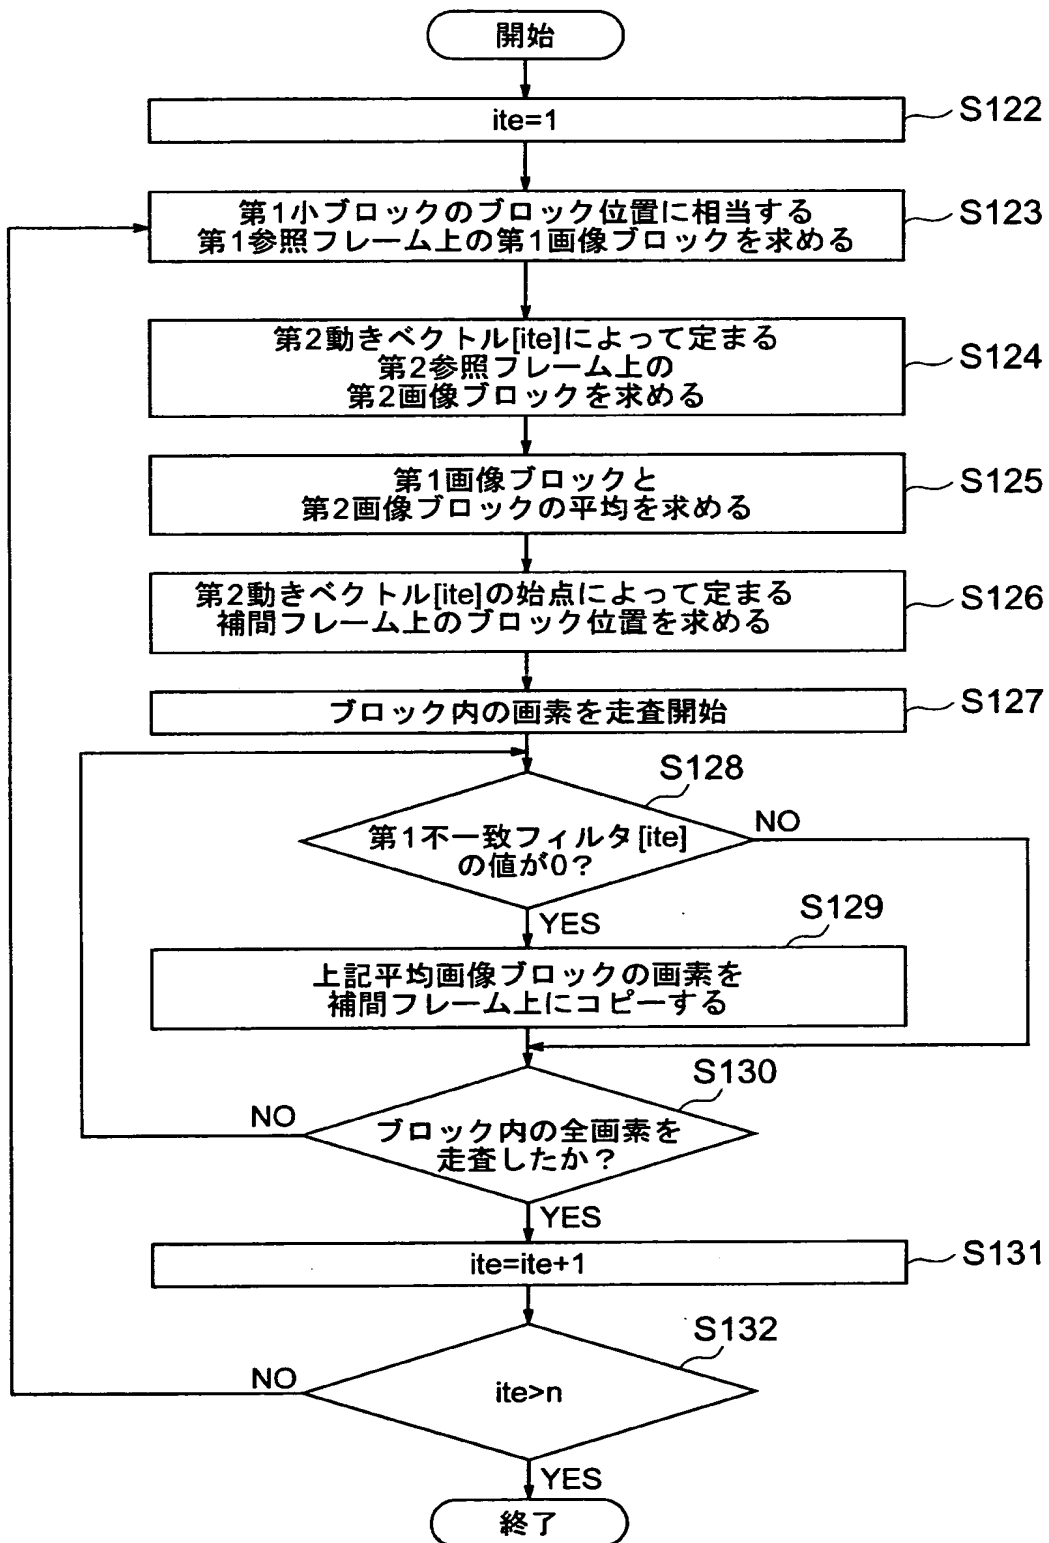 開始
ite=1
S122
第1小ブロックのブロック位置に相当する
第1参照フレーム上の第1画像ブロックを求める
S123
第2動きベクトル[ite]によって定まる
第2参照フレーム上の
第2画像ブロックを求める
S124
第1画像ブロックと
第2画像ブロックの平均を求める
S125
第2動きベクトル[ite]の始点によって定まる
補間フレーム上のブロック位置を求める
S126
ブロック内の画素を走査開始
S127
S128
第1不一致フィルタ[ite]
の値が0?
NO
YES
S129
上記平均画像ブロックの画素を
補間フレーム上にコピーする
S130
NO
ブロック内の全画素を
走査したか?
YES
ite=ite+1
S131
S132
NO
ite>n
YES
終了